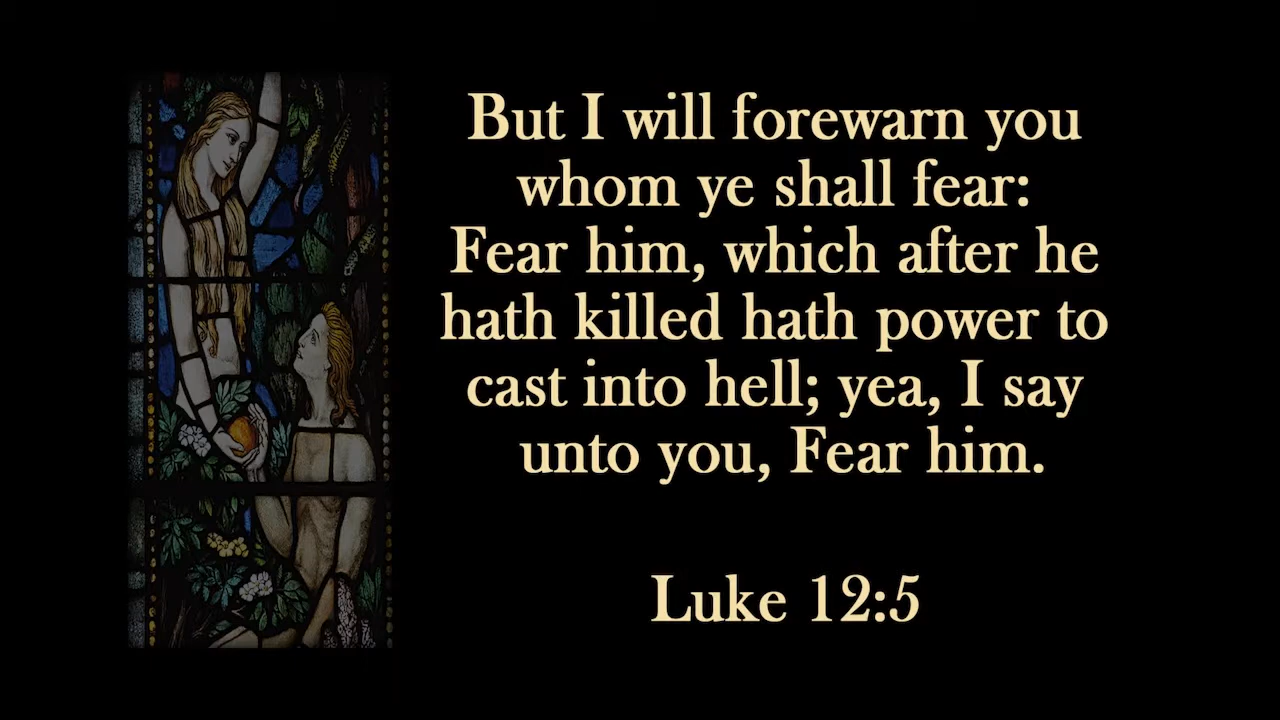 But I will forewarn you
whom ye shall fear:
Fear him, which after he
hath killed hath power to
cast into hell; yea, I say
unto you, Fear him.
Luke 12:5